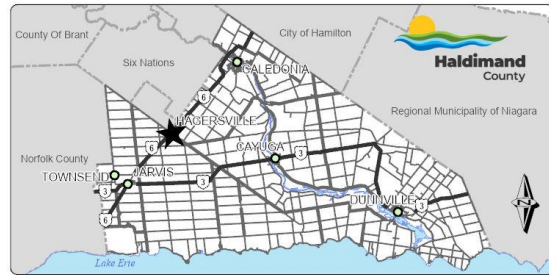 County Of Brant
City of Hamilton
Haldimand
County
Six Nations
CALEDONIA
6
Regional Municipality of Niagara
HAGERSVILLE
6
Norfolk County
CAYUGA
3
TOWNSEND
JARVIS
3
3
DUNNVILLE
3
6
N
Lake Erie